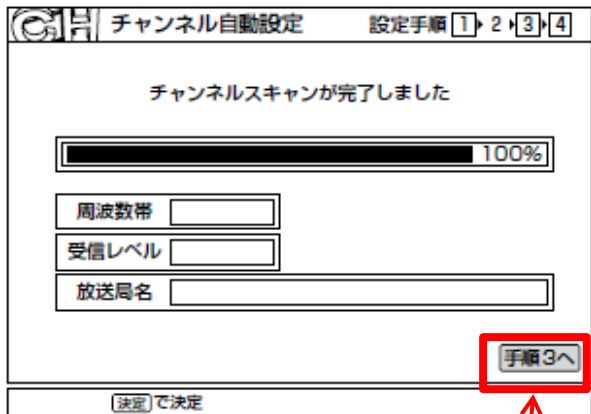 CH チャンネル自動設定 設定手順 1 2 3 4
チャンネルスキャンが完了しました
100%
周波数帯
受信レベル
放送局名
手順3へ
決定で決定